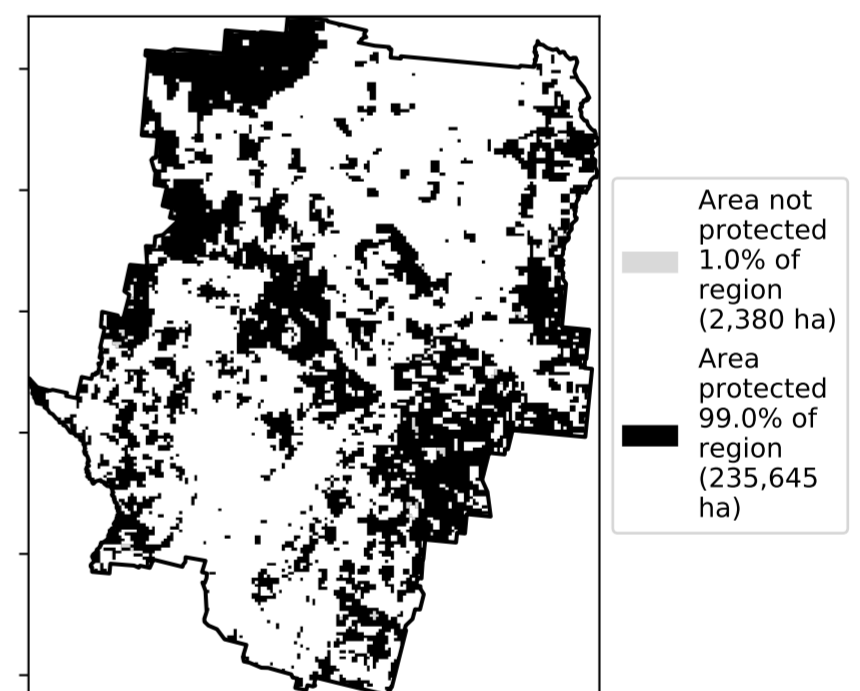 Area not
protected
1.0% of
region
(2,380 ha)
Area
protected
99.0% of
region
(235,645
ha)